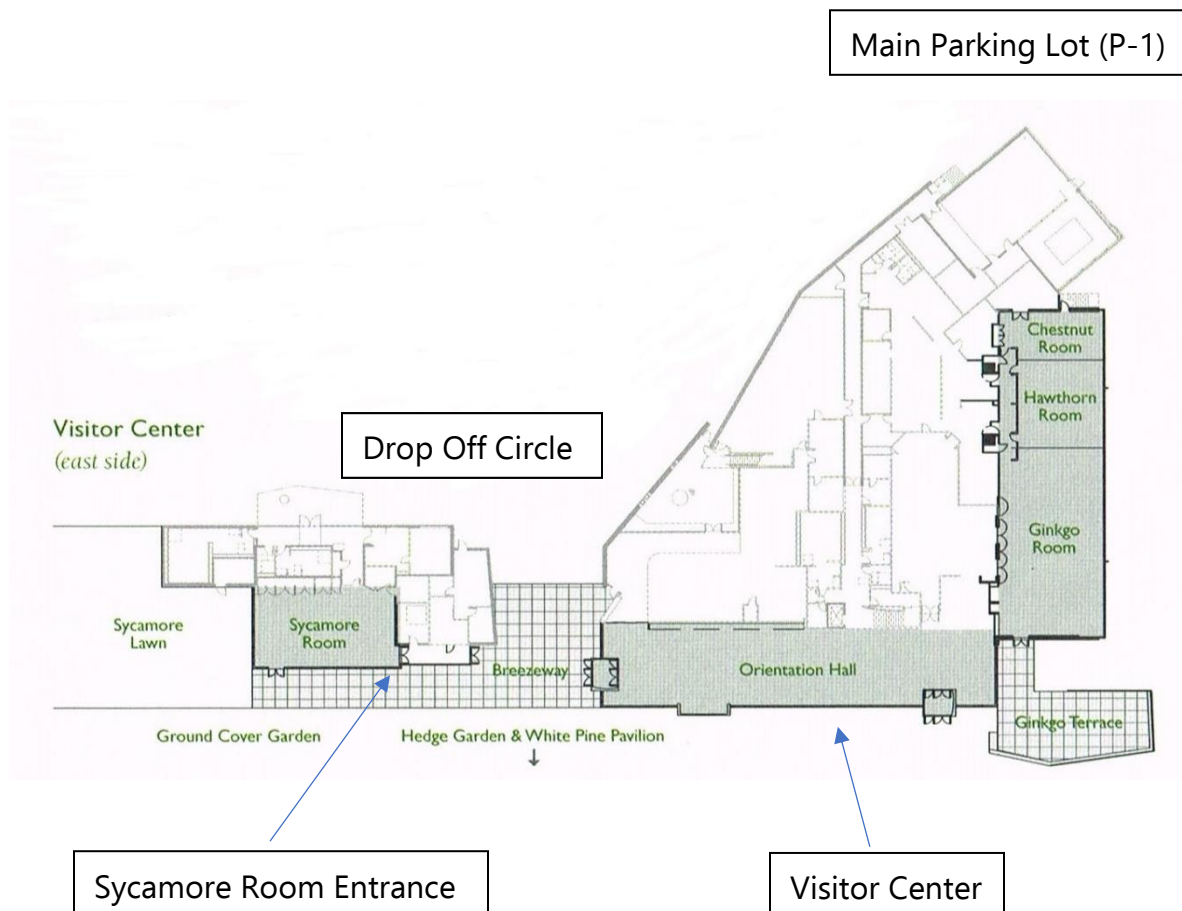 Main Parking Lot (P-1)
Chestnut
Room
Hawthorn
Room
Visitor Center
(east side)
Drop Off Circle
Ginkgo
Room
Sycamore
Lawn
Sycamore
Room
Breezeway
Orientation Hall
Ginkgo Terrace
Ground Cover Garden
Hedge Garden & White Pine Pavilion
Sycamore Room Entrance
Visitor Center